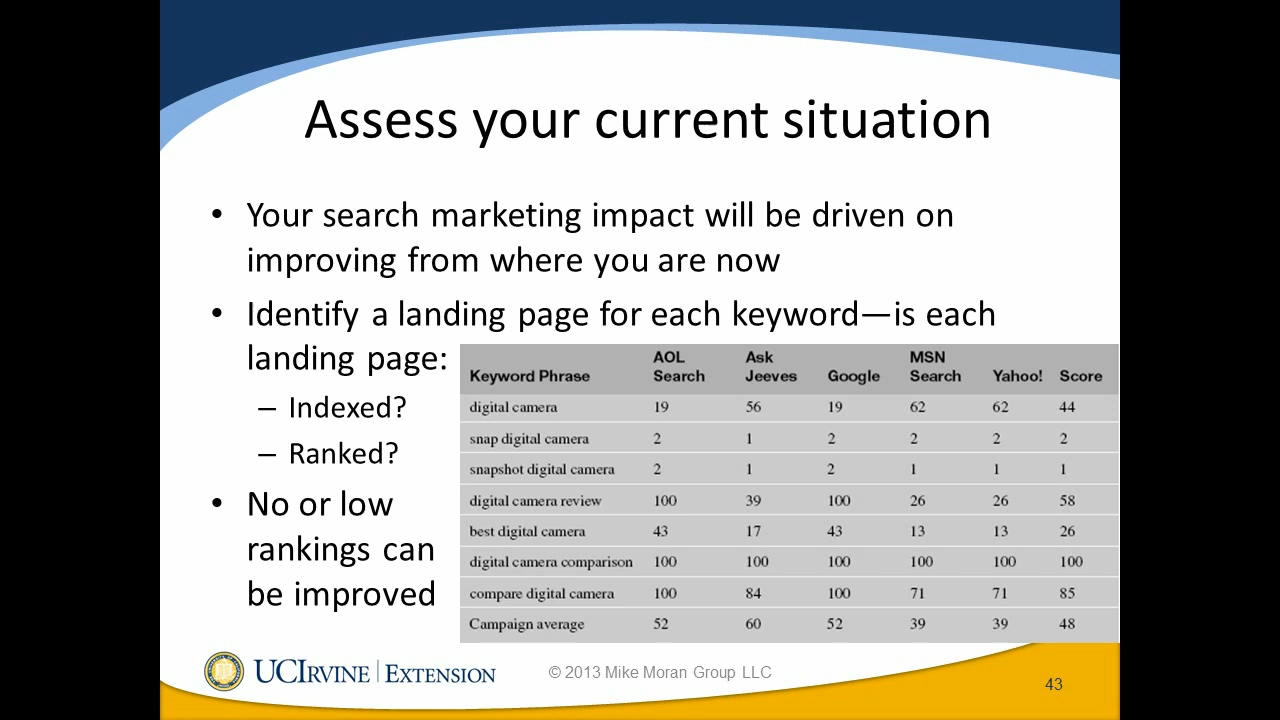 Assess your current situation
• Your search marketing impact will be driven on
improving from where you are now
• Identify a landing page for each keyword—is each
landing page:
– Indexed?
– Ranked?
• No or low
rankings can
be improved
Keyword Phrase AOL Search Ask Jeeves Google MSN Search Yahoo! Score
digital camera 19 56 19 62 62 44
snap digital camera 2 1 2 2 2 2
snapshot digital camera 2 1 2 1 1 1
digital camera review 100 39 100 26 26 58
best digital camera 43 17 43 13 13 26
digital camera comparison 100 100 100 100 100 100
compare digital camera 100 84 100 71 71 85
Campaign average 52 60 52 39 39 48
UCIRVINE | EXTENSION
© 2013 Mike Moran Group LLC
43